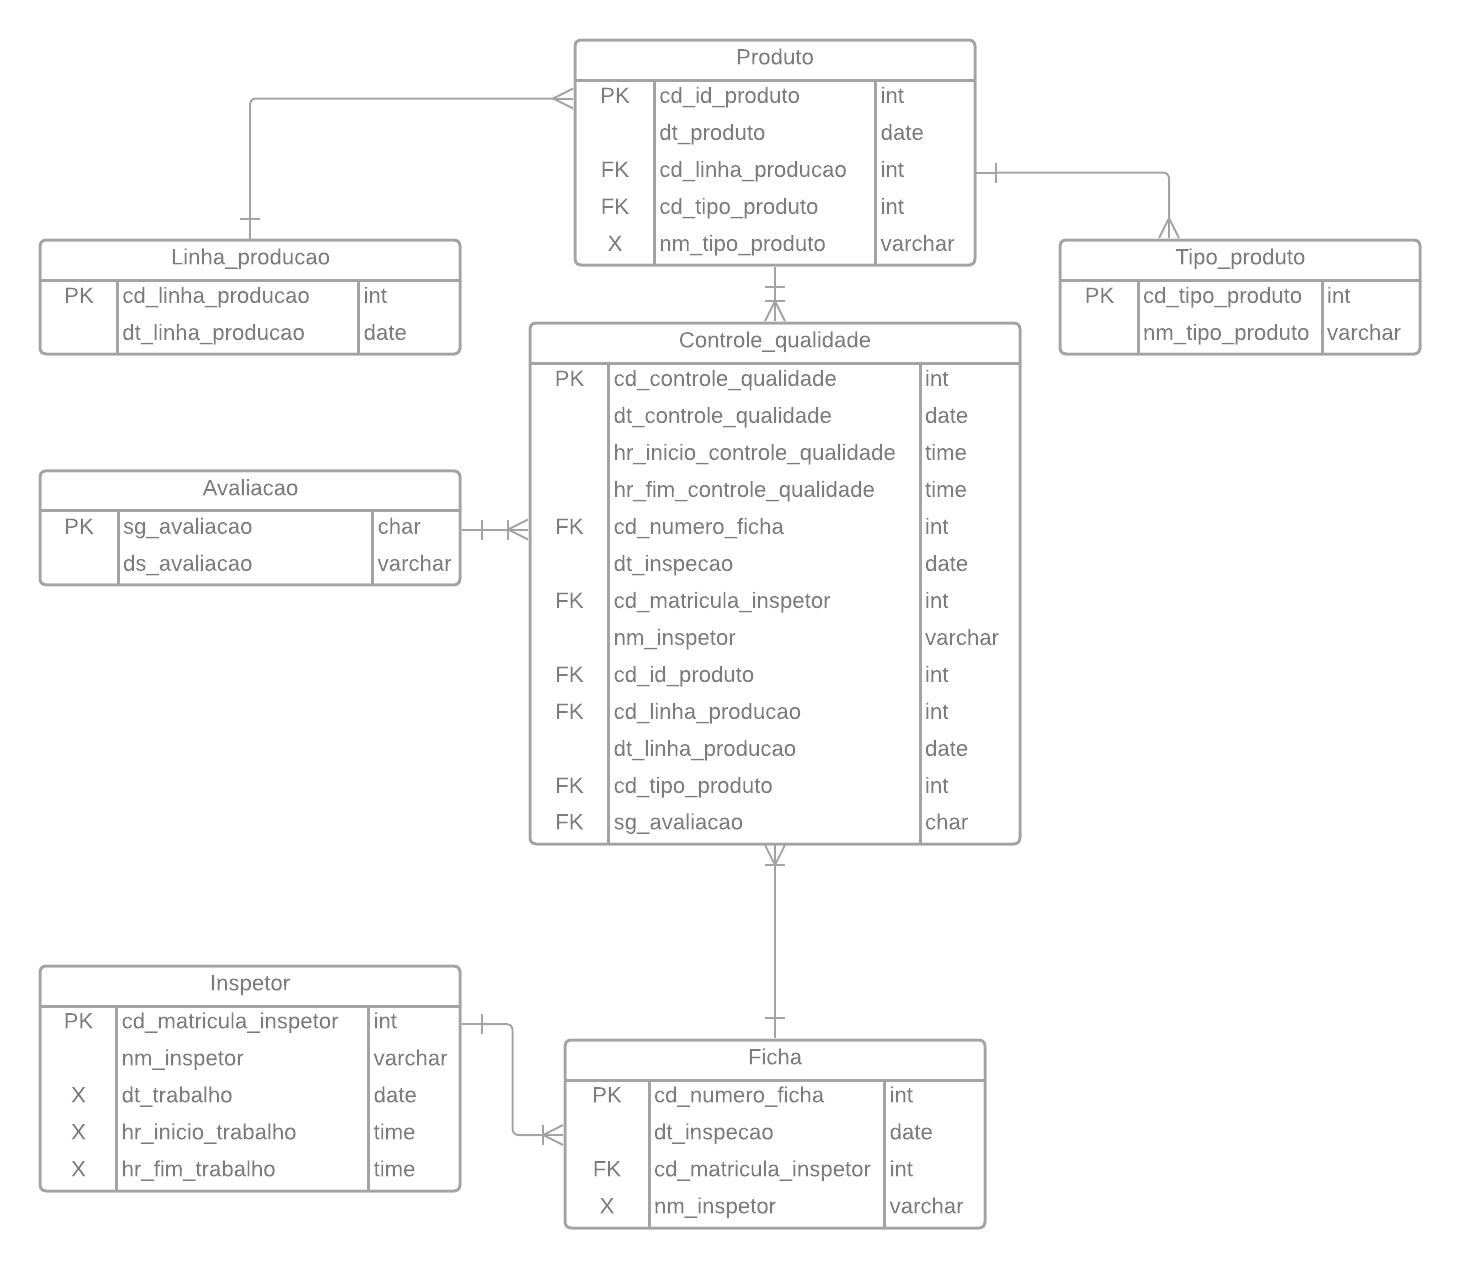 Produto
PK cd_id_produto int
dt_produto date
FK cd_linha_producao int
FK cd_tipo_produto int
X nm_tipo_produto varchar
Linha_producao
PK cd_linha_producao int
dt_linha_producao date
Tipo_produto
PK cd_tipo_produto int
nm_tipo_produto varchar
Controle_qualidade
PK cd_controle_qualidade int
dt_controle_qualidade date
hr_inicio_controle_qualidade time
hr_fim_controle_qualidade time
FK cd_numero_ficha int
dt_inspecao date
FK cd_matricula_inspetor int
nm_inspetor varchar
FK cd_id_produto int
FK cd_linha_producao int
dt_linha_producao date
FK cd_tipo_produto int
FK sg_avaliacao char
Avaliacao
PK sg_avaliacao char
ds_avaliacao varchar
Inspetor
PK cd_matricula_inspetor int
nm_inspetor varchar
X dt_trabalho date
X hr_inicio_trabalho time
X hr_fim_trabalho time
Ficha
PK cd_numero_ficha int
dt_inspecao date
FK cd_matricula_inspetor int
X nm_inspetor varchar